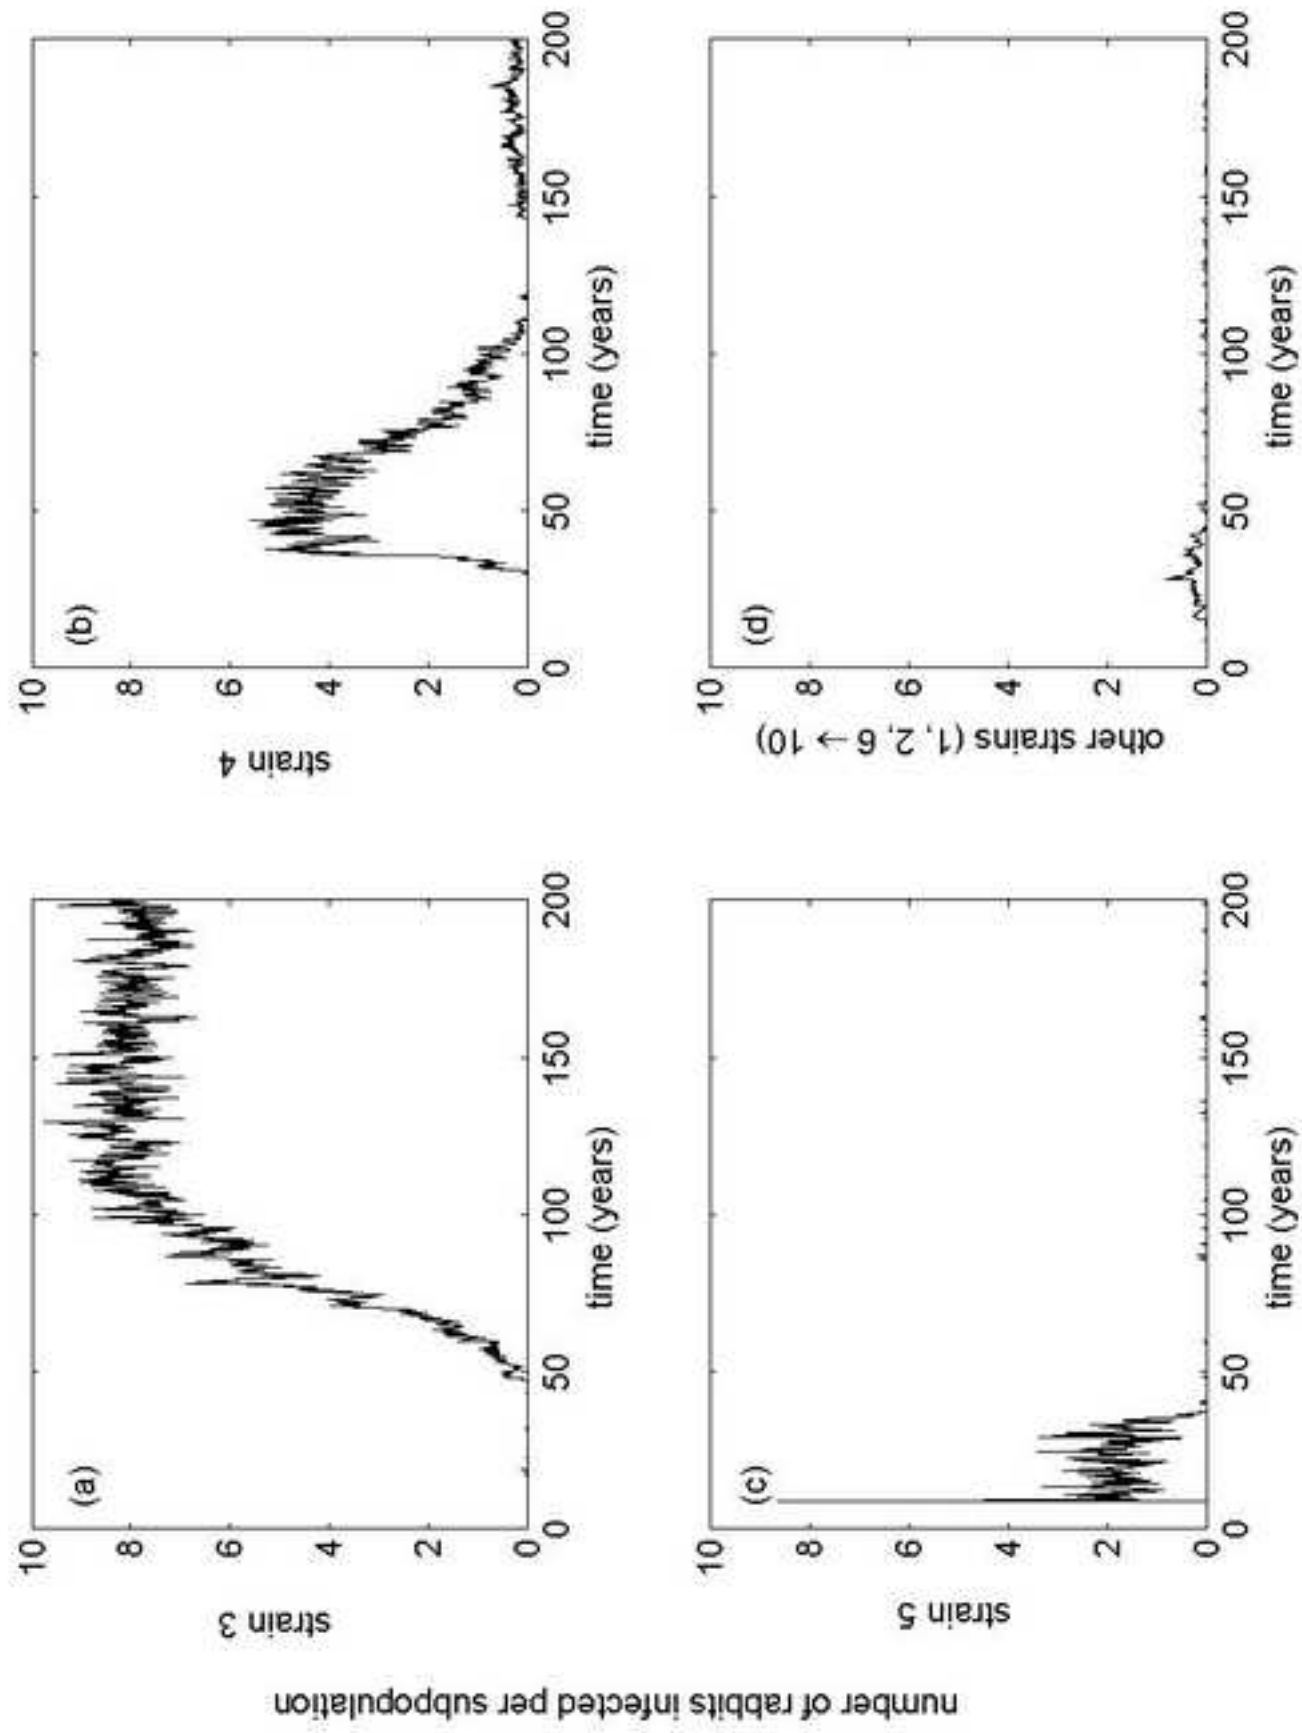 number of rabbits infected per subpopulation
(a)
strain 3
10
8
6
4
2
0
0 50 100 150 200
time (years)
(b)
strain 4
10
8
6
4
2
0
0 50 100 150 200
time (years)
(c)
strain 5
10
8
6
4
2
0
0 50 100 150 200
time (years)
(d)
other strains (1, 2, 6 → 10)
10
8
6
4
2
0
0 50 100 150 200
time (years)